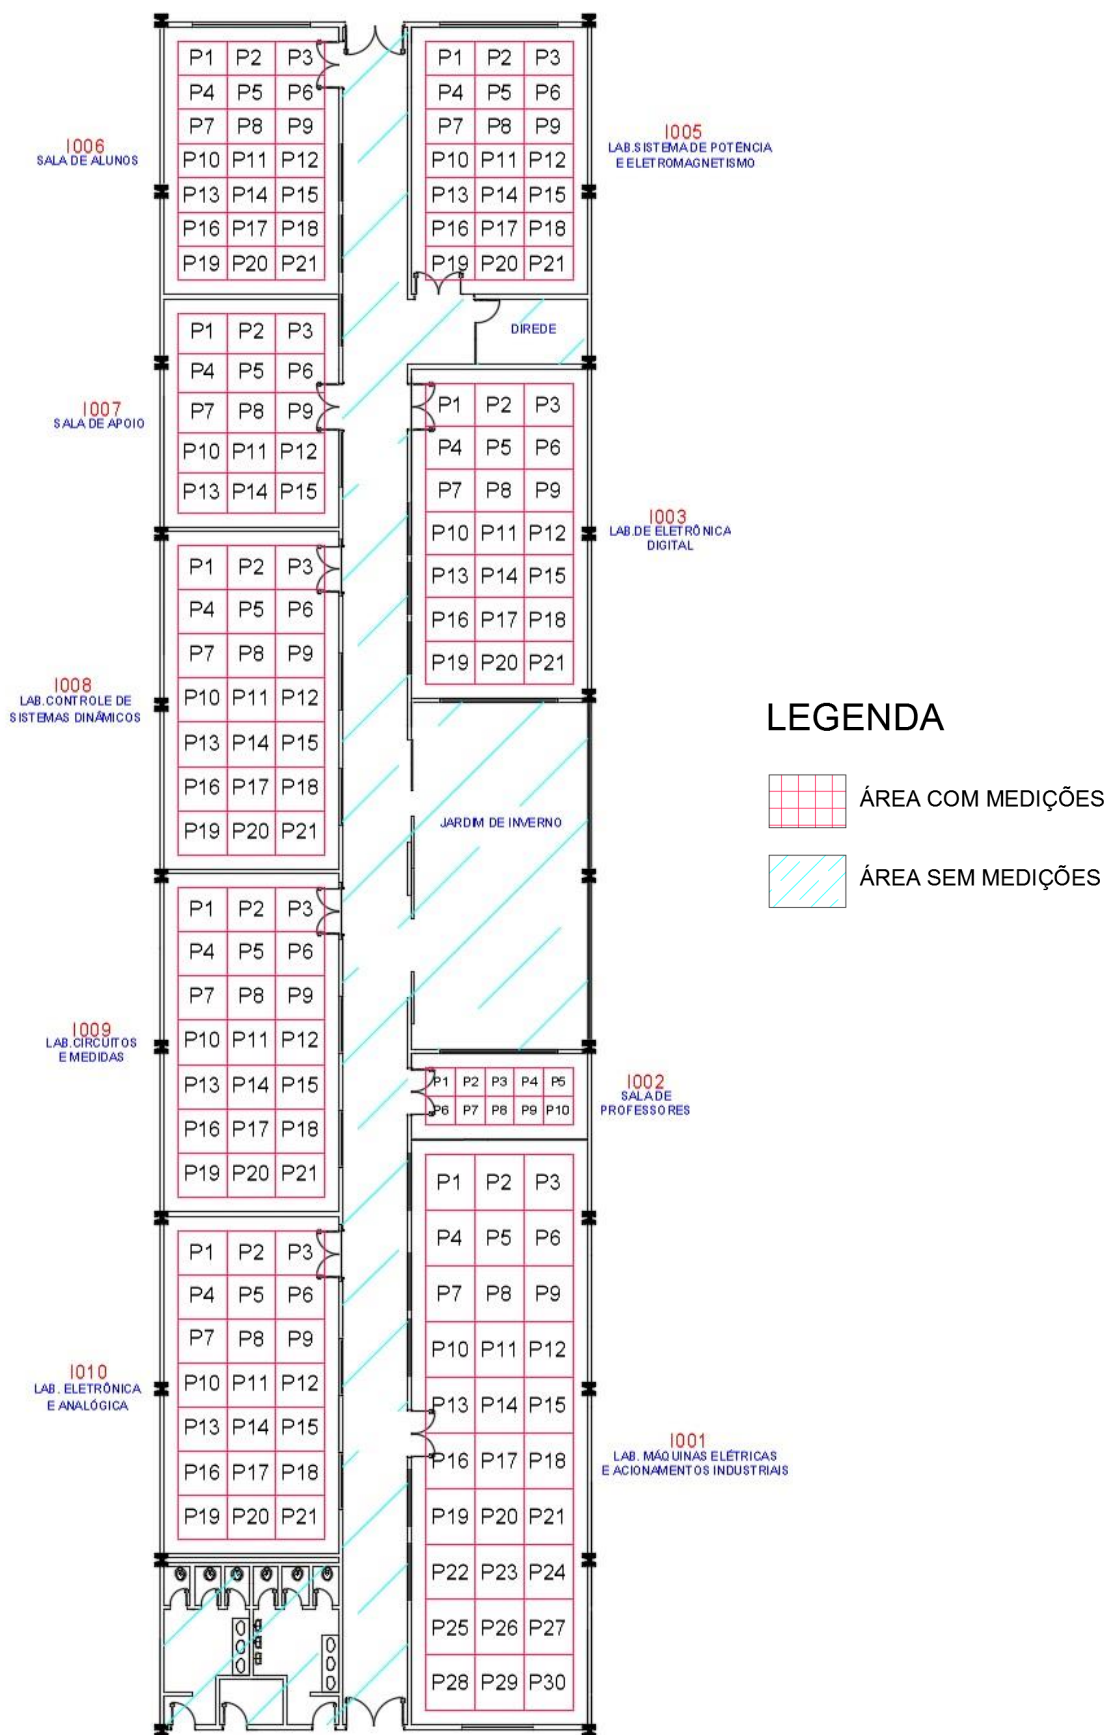 I006
SALA DE ALUNOS
P1 P2 P3
P4 P5 P6
P7 P8 P9
P10 P11 P12
P13 P14 P15
P16 P17 P18
P19 P20 P21
P1 P2 P3
P4 P5 P6
P7 P8 P9
P10 P11 P12
P13 P14 P15
P16 P17 P18
P19 P20 P21
I005
LAB.SISTEMA DE POTÊNCIA
E ELETROMAGNETISMO
DIREDE
I007
SALA DE APOIO
P1 P2 P3
P4 P5 P6
P7 P8 P9
P10 P11 P12
P13 P14 P15
P1 P2 P3
P4 P5 P6
P7 P8 P9
P10 P11 P12
P13 P14 P15
P16 P17 P18
P19 P20 P21
I003
LAB.DE ELETRÔNICA
DIGITAL
I008
LAB.CONTROLE DE
SISTEMAS DINÂMICOS
P1 P2 P3
P4 P5 P6
P7 P8 P9
P10 P11 P12
P13 P14 P15
P16 P17 P18
P19 P20 P21
JARDIM DE INVERNO
LEGENDA
ÁREA COM MEDIÇÕES
ÁREA SEM MEDIÇÕES
I009
LAB.CIRCUITOS
E MEDIDAS
P1 P2 P3
P4 P5 P6
P7 P8 P9
P10 P11 P12
P13 P14 P15
P16 P17 P18
P19 P20 P21
P1 P2 P3 P4 P5
P6 P7 P8 P9 P10
I002
SALA DE
PROFESSORES
I010
LAB. ELETRÔNICA
E ANALÓGICA
P1 P2 P3
P4 P5 P6
P7 P8 P9
P10 P11 P12
P13 P14 P15
P16 P17 P18
P19 P20 P21
P1 P2 P3
P4 P5 P6
P7 P8 P9
P10 P11 P12
P13 P14 P15
P16 P17 P18
P19 P20 P21
P22 P23 P24
P25 P26 P27
P28 P29 P30
I001
LAB. MÁQUINAS ELÉTRICAS
E ACIONAMENTOS INDUSTRIAIS